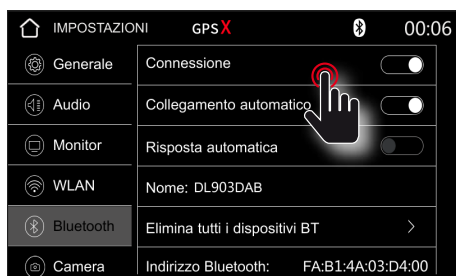 IMPOSTAZIONI GPSX 00:06
Generale
Connessione
Audio
Collegamento automatico
Monitor
Risposta automatica
WLAN
Nome: DL903DAB
Bluetooth
Elimina tutti i dispositivi BT
Camera
Indirizzo Bluetooth: FA:B1:4A:03:D4:00